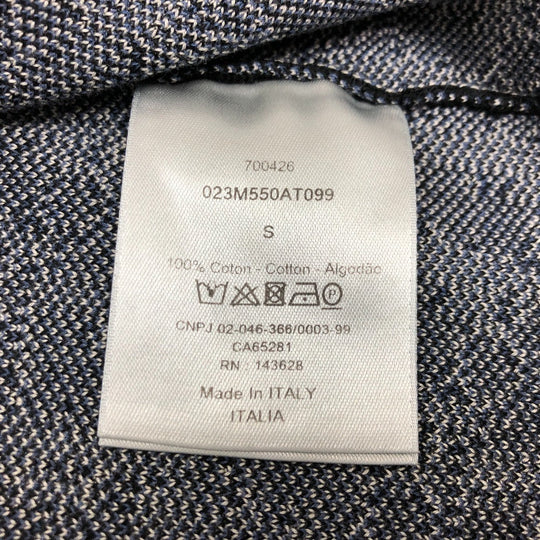 700426
023M550AT099
S
100% Coton - Cotton - Algodão
CNPJ 02-046-366/0003-99
CA65281
RN : 143628
Made In ITALY
ITALIA